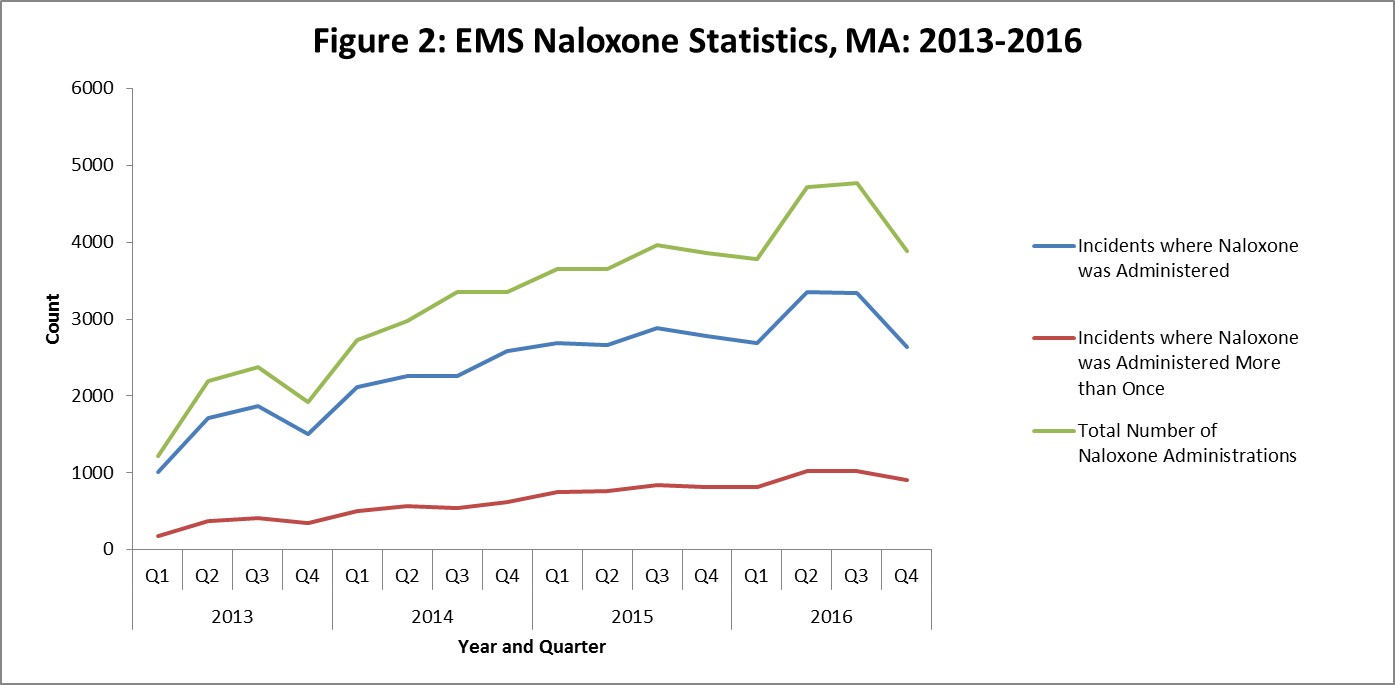 Figure 2: EMS Naloxone Statistics, MA: 2013-2016
6000
5000
4000
3000
2000
1000
0
Count
Q1 Q2 Q3 Q4 Q1 Q2 Q3 Q4 Q1 Q2 Q3 Q4 Q1 Q2 Q3 Q4
2013 2014 2015 2016
Year and Quarter
Incidents where Naloxone
was Administered
Incidents where Naloxone
was Administered More
than Once
Total Number of
Naloxone Administrations